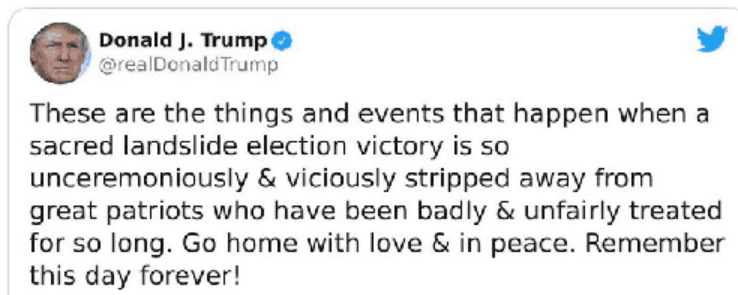 Donald J. Trump
@realDonaldTrump
These are the things and events that happen when a
sacred landslide election victory is so
unceremoniously & viciously stripped away from
great patriots who have been badly & unfairly treated
for so long. Go home with love & in peace. Remember
this day forever!